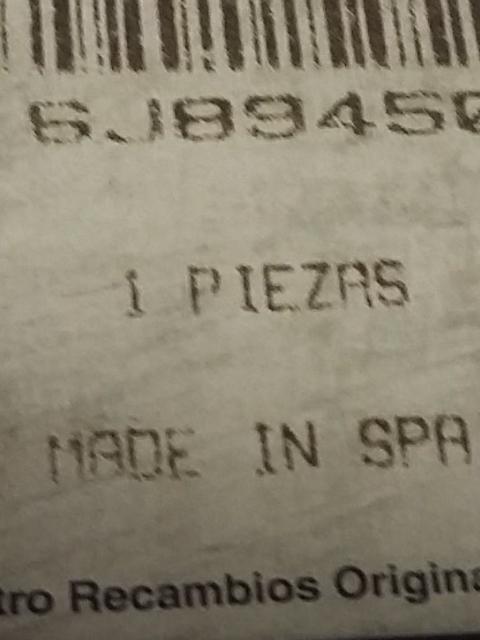 6J89450
1 PIEZAS
MADE IN SPA
tro Recambios Origina